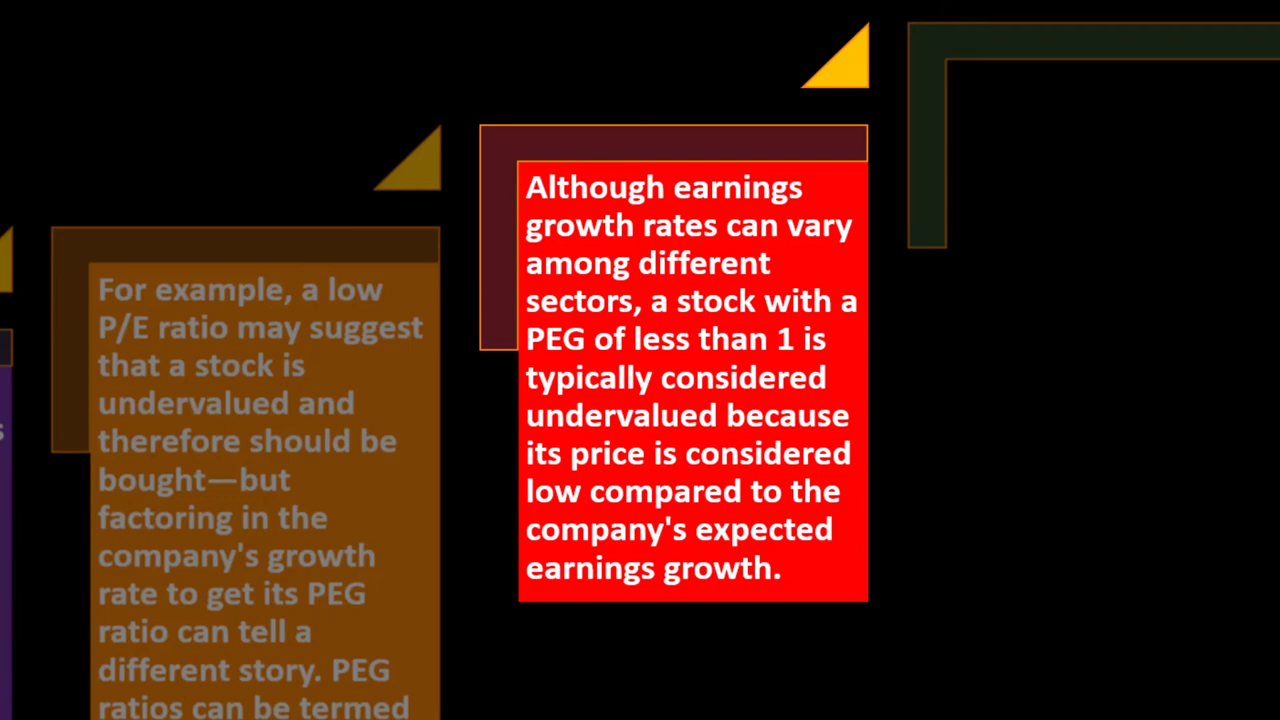 For example, a low
P/E ratio may suggest
that a stock is
undervalued and
therefore should be
bought—but
factoring in the
company's growth
rate to get its PEG
ratio can tell a
different story. PEG
ratios can be termed
Although earnings
growth rates can vary
among different
sectors, a stock with a
PEG of less than 1 is
typically considered
undervalued because
its price is considered
low compared to the
company's expected
earnings growth.